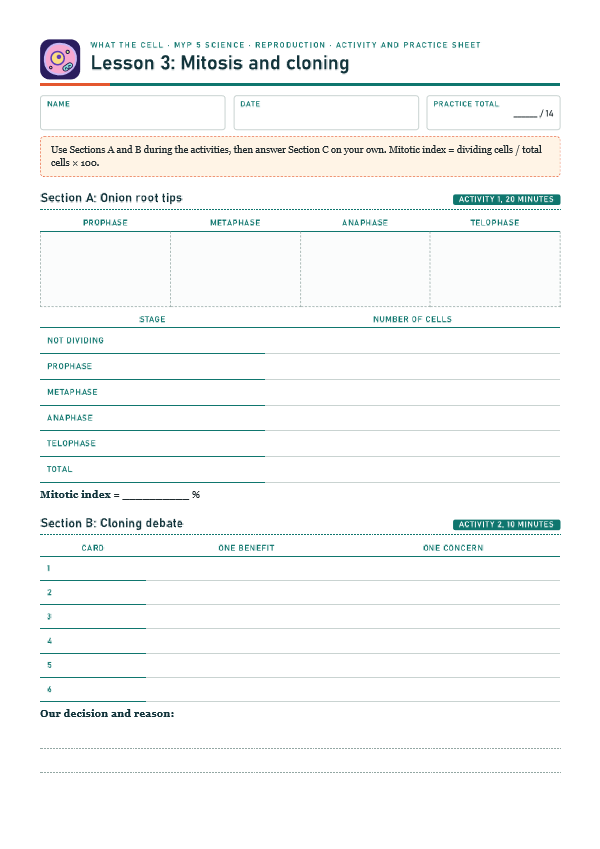 WHAT THE CELL · MYP 5 SCIENCE · REPRODUCTION · ACTIVITY AND PRACTICE SHEET
Lesson 3: Mitosis and cloning
NAME DATE PRACTICE TOTAL
_____ / 14
Use Sections A and B during the activities, then answer Section C on your own. Mitotic index = dividing cells / total
cells × 100.
Section A: Onion root tips ACTIVITY 1, 20 MINUTES
PROPHASE METAPHASE ANAPHASE TELOPHASE
STAGE NUMBER OF CELLS
NOT DIVIDING
PROPHASE
METAPHASE
ANAPHASE
TELOPHASE
TOTAL
Mitotic index = __________ %
Section B: Cloning debate ACTIVITY 2, 10 MINUTES
CARD ONE BENEFIT ONE CONCERN
1
2
3
4
5
6
Our decision and reason: